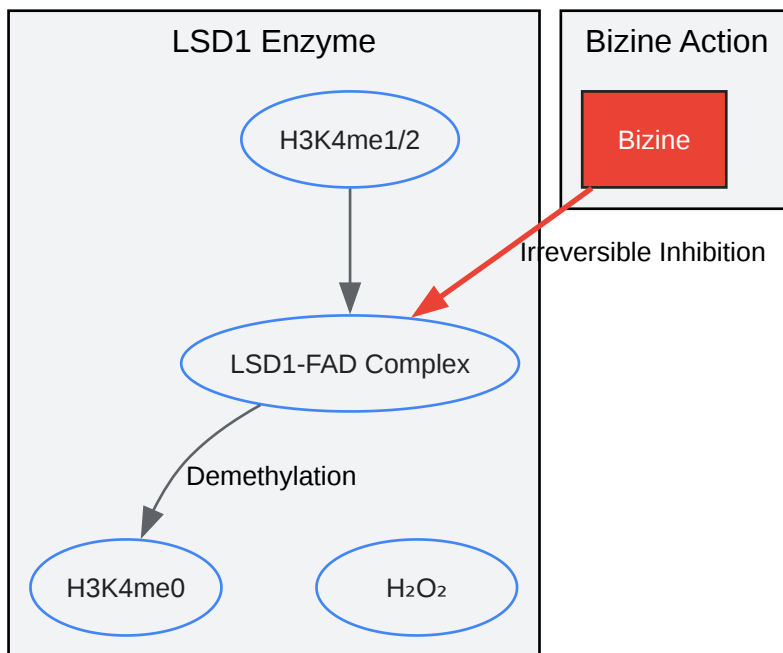 LSD1 Enzyme
Bizine Action
H3K4me1/2
Bizine
Irreversible Inhibition
LSD1-FAD Complex
Demethylation
H3K4me0
H₂O₂